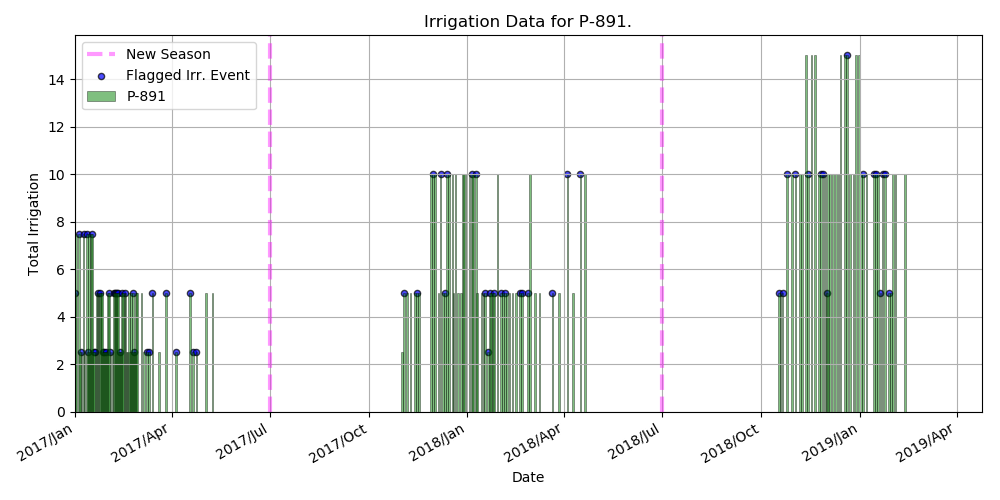 Irrigation Data for P-891.
New Season
Flagged Irr. Event
P-891
Total Irrigation
14
12
10
8
6
4
2
0
2017/Jan
2017/Apr
2017/Jul
2017/Oct
2018/Jan
2018/Apr
2018/Jul
2018/Oct
2019/Jan
2019/Apr
Date